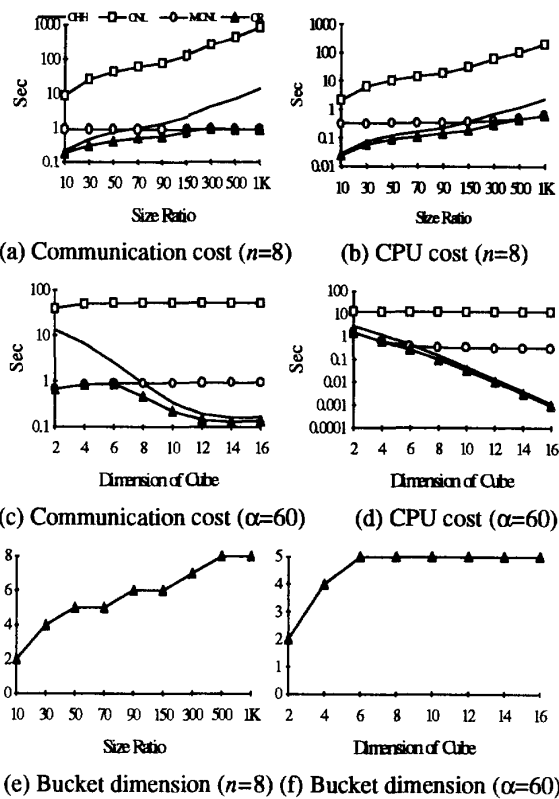 CHH CNL MCNL CIR
1000
100
10
1
0.1
Sec
10 30 50 70 90 150 300 500 1K
Size Ratio
1000
100
10
1
0.1
0.01
Sec
10 30 50 70 90 150 300 500 1K
Size Ratio
(a) Communication cost (n=8) (b) CPU cost (n=8)
100
10
1
0.1
Sec
2 4 6 8 10 12 14 16
Dimension of Cube
100
10
1
0.1
0.01
0.001
0.0001
Sec
2 4 6 8 10 12 14 16
Dimension of Cube
(c) Communication cost (α=60) (d) CPU cost (α=60)
8
6
4
2
0
10 30 50 70 90 150 300 500 1K
Size Ratio
5
4
3
2
1
0
2 4 6 8 10 12 14 16
Dimension of Cube
(e) Bucket dimension (n=8) (f) Bucket dimension (α=60)